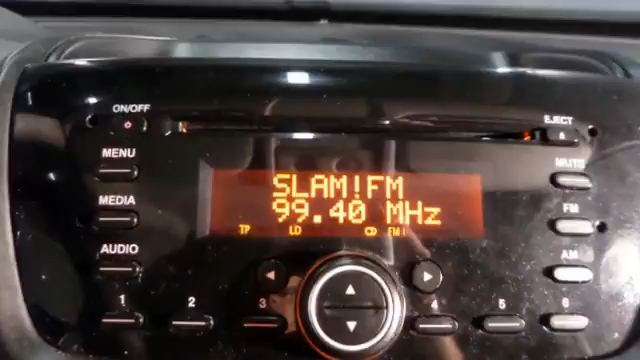 ON/OFF
EJECT
MENU
MUTE
SLAM!FM
99.40 MHz
MEDIA
FM
TP LO CD FM1
AUDIO
AM
1 2 3 4 5 6